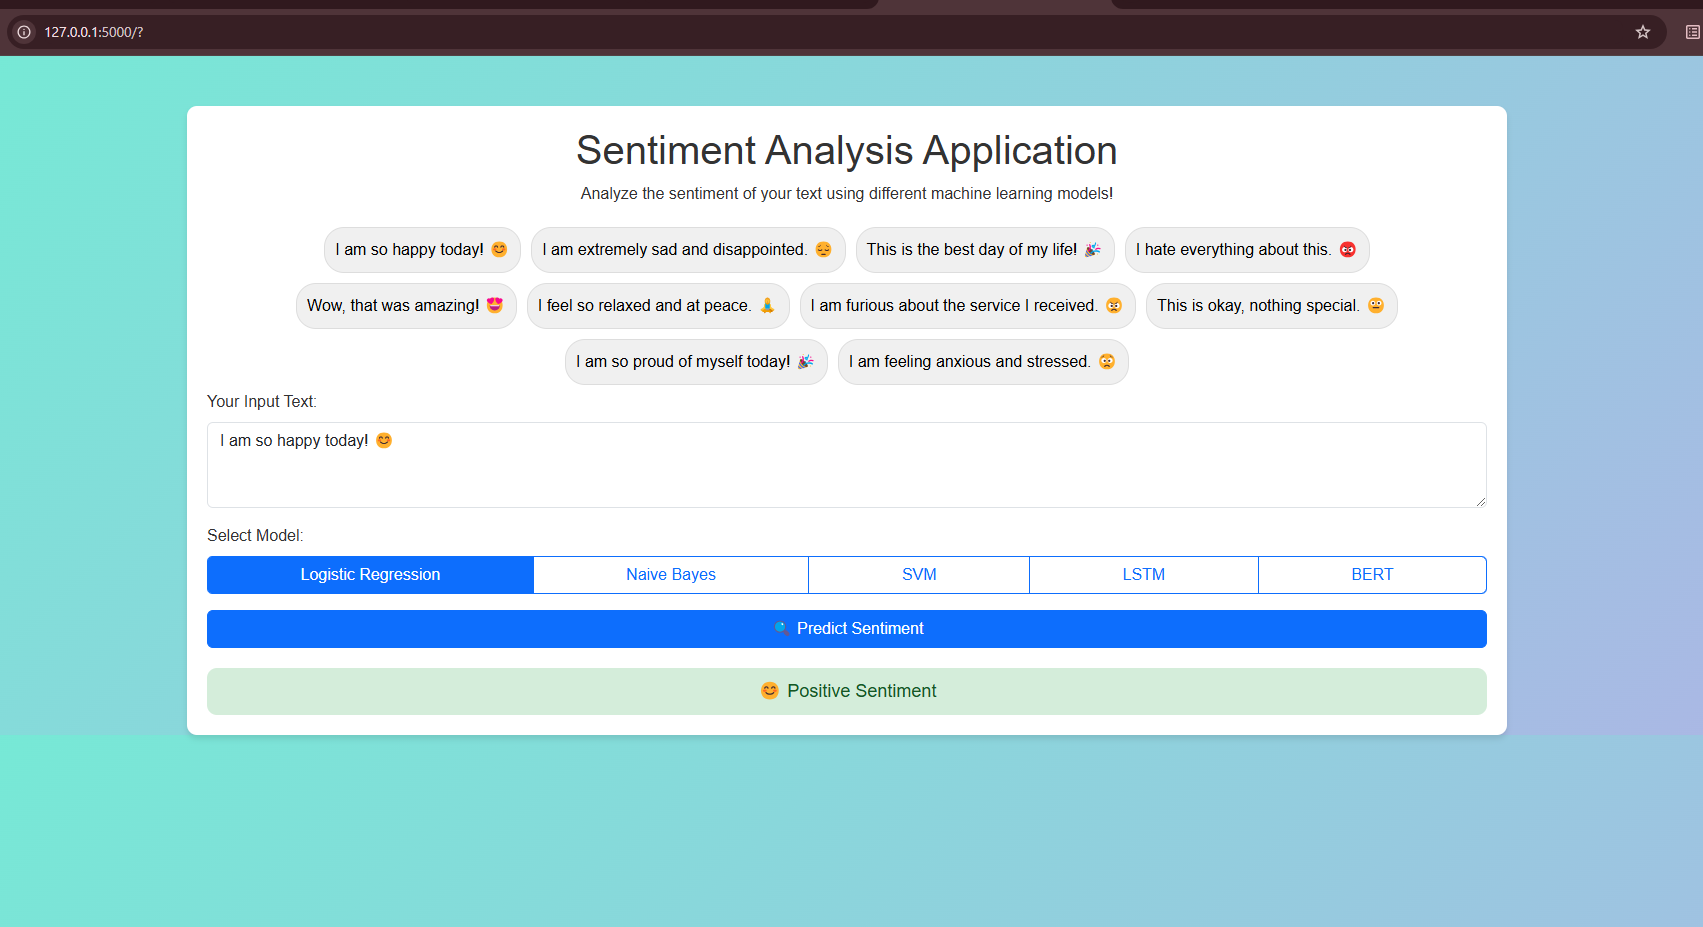 127.0.0.1:5000/?
Sentiment Analysis Application
Analyze the sentiment of your text using different machine learning models!
I am so happy today! 😊 I am extremely sad and disappointed. 😔 This is the best day of my life! 🎉 I hate everything about this. 😡
Wow, that was amazing! 😍 I feel so relaxed and at peace. 🙏 I am furious about the service I received. 😠 This is okay, nothing special. 😐
I am so proud of myself today! 🎉 I am feeling anxious and stressed. 😟
Your Input Text:
I am so happy today! 😊
Select Model:
Logistic Regression Naive Bayes SVM LSTM BERT
🔍 Predict Sentiment
😊 Positive Sentiment